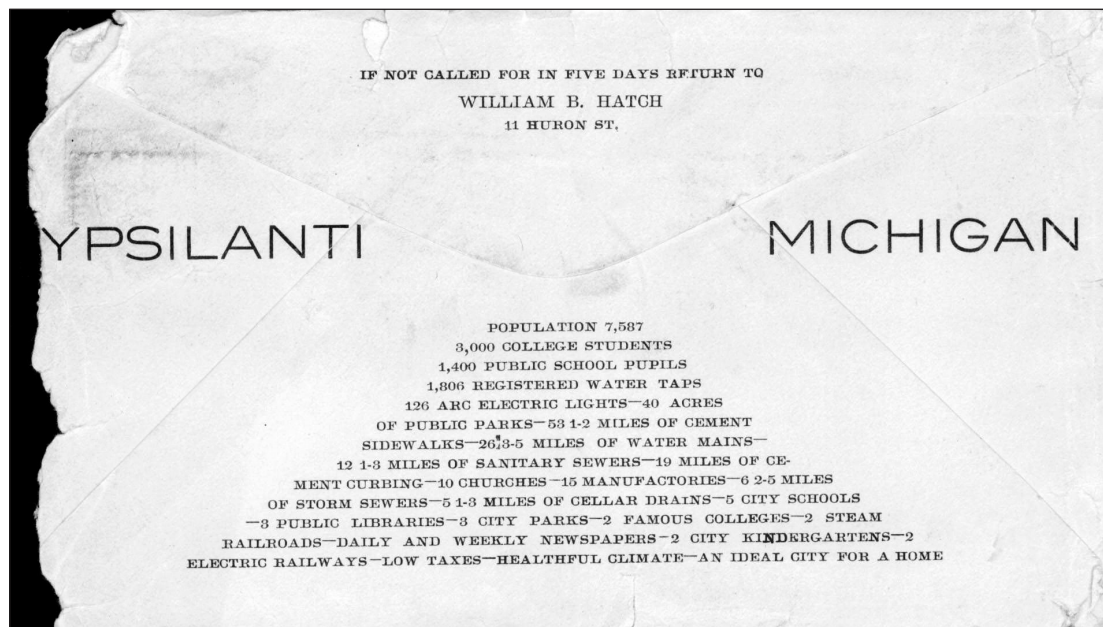 IF NOT CALLED FOR IN FIVE DAYS RETURN TO
WILLIAM B. HATCH
11 HURON ST.
YPSILANTI MICHIGAN
POPULATION 7,587
3,000 COLLEGE STUDENTS
1,400 PUBLIC SCHOOL PUPILS
1,806 REGISTERED WATER TAPS
126 ARC ELECTRIC LIGHTS—40 ACRES
OF PUBLIC PARKS—53 1-2 MILES OF CEMENT
SIDEWALKS—26 3-5 MILES OF WATER MAINS—
12 1-3 MILES OF SANITARY SEWERS—19 MILES OF CE-
MENT CURBING—10 CHURCHES—15 MANUFACTORIES—6 2-5 MILES
OF STORM SEWERS—5 1-3 MILES OF CELLAR DRAINS—5 CITY SCHOOLS
—3 PUBLIC LIBRARIES—3 CITY PARKS—2 FAMOUS COLLEGES—2 STEAM
RAILROADS—DAILY AND WEEKLY NEWSPAPERS—2 CITY KINDERGARTENS—2
ELECTRIC RAILWAYS—LOW TAXES—HEALTHFUL CLIMATE—AN IDEAL CITY FOR A HOME